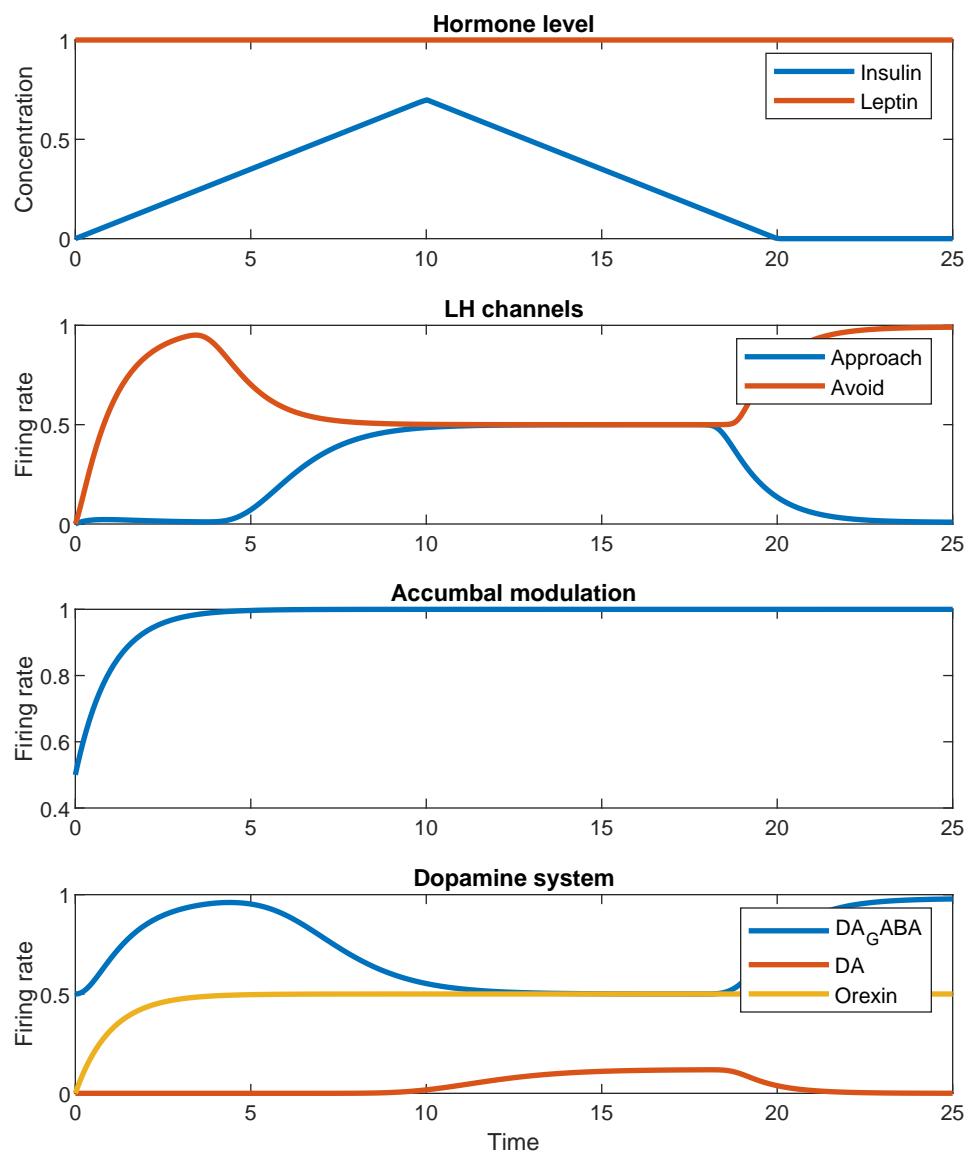 Hormone level
1
0.5
0
Concentration
Insulin
Leptin
0 5 10 15 20 25
LH channels
1
0.5
0
Firing rate
Approach
Avoid
0 5 10 15 20 25
Accumbal modulation
1
0.8
0.6
0.4
Firing rate
0 5 10 15 20 25
Dopamine system
1
0.5
0
Firing rate
DA_GABA
DA
Orexin
0 5 10 15 20 25
Time